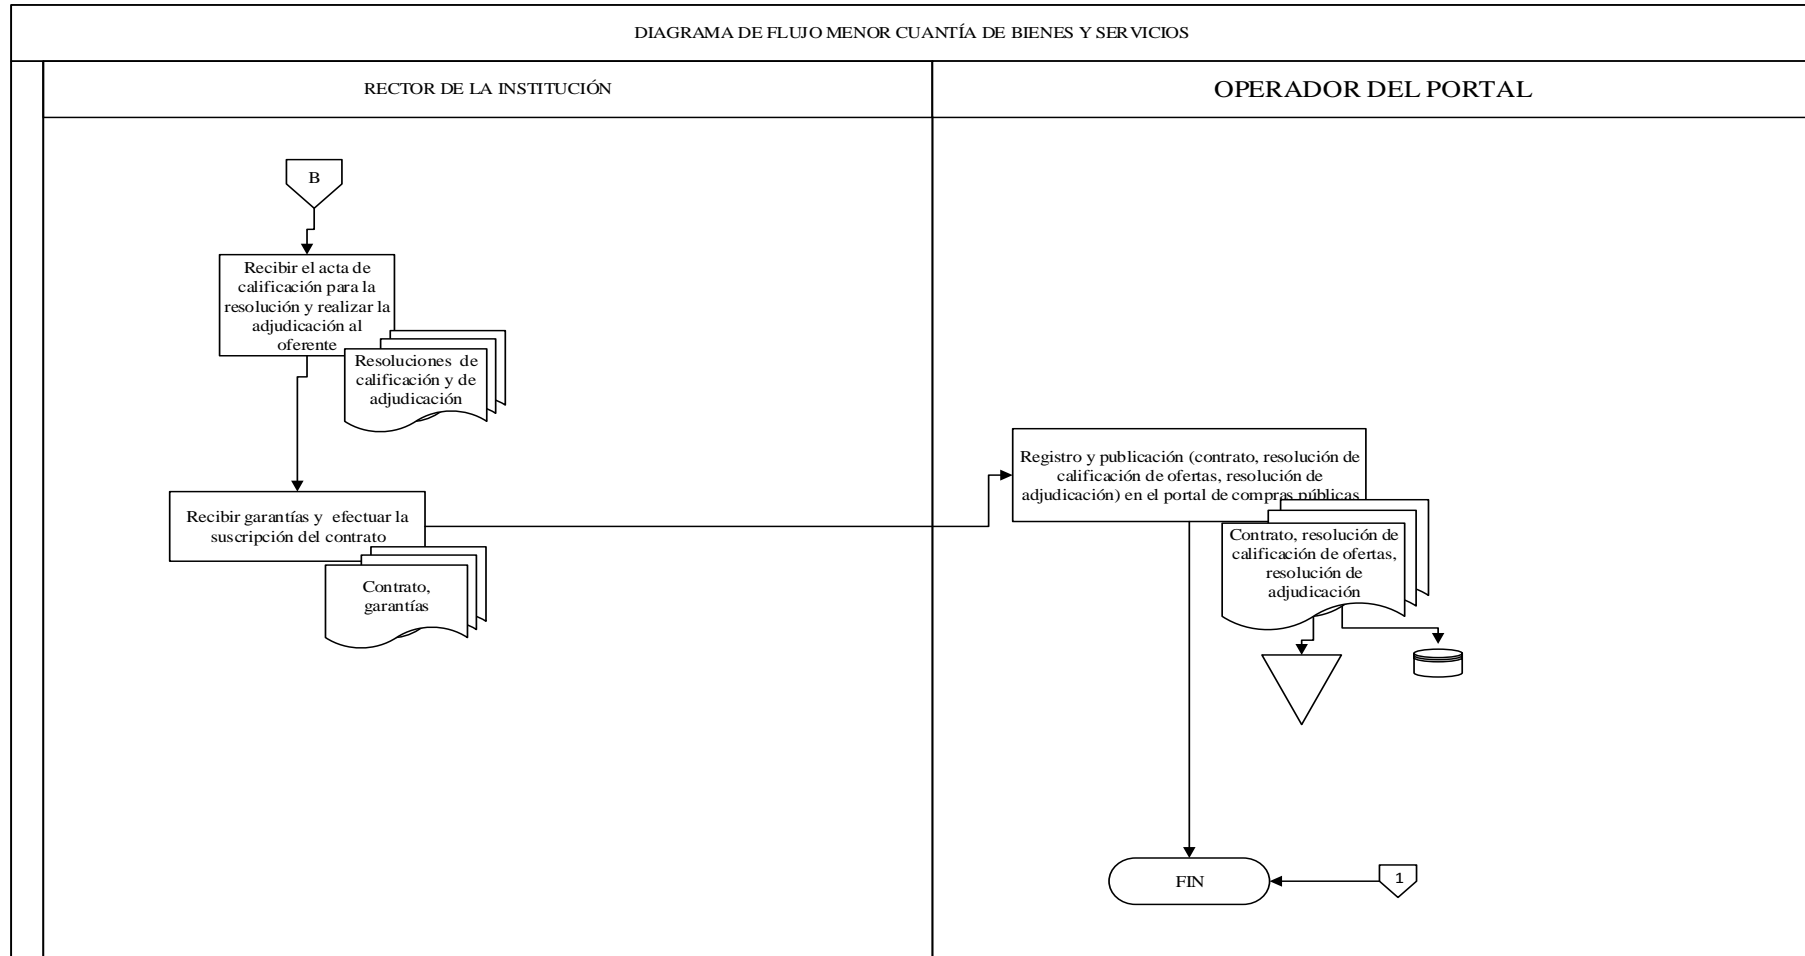 DIAGRAMA DE FLUJO MENOR CUANTÍA DE BIENES Y SERVICIOS
RECTOR DE LA INSTITUCIÓN
OPERADOR DEL PORTAL
B
Recibir el acta de
calificación para la
resolución y realizar la
adjudicación al
oferente
Resoluciones de
calificación y de
adjudicación
Recibir garantías y efectuar la
suscripción del contrato
Contrato,
garantías
Registro y publicación (contrato, resolución de
calificación de ofertas, resolución de
adjudicación) en el portal de compras públicas
Contrato, resolución de
calificación de ofertas,
resolución de
adjudicación
FIN
1